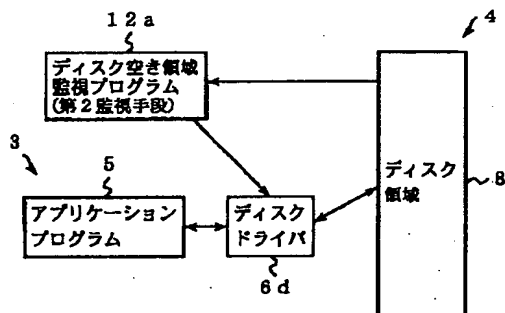 12a
4
ディスク空き領域
監視プログラム
(第2監視手段)
3
5
アプリケーション
プログラム
ディスク
ドライバ
6d
ディスク
領域
8